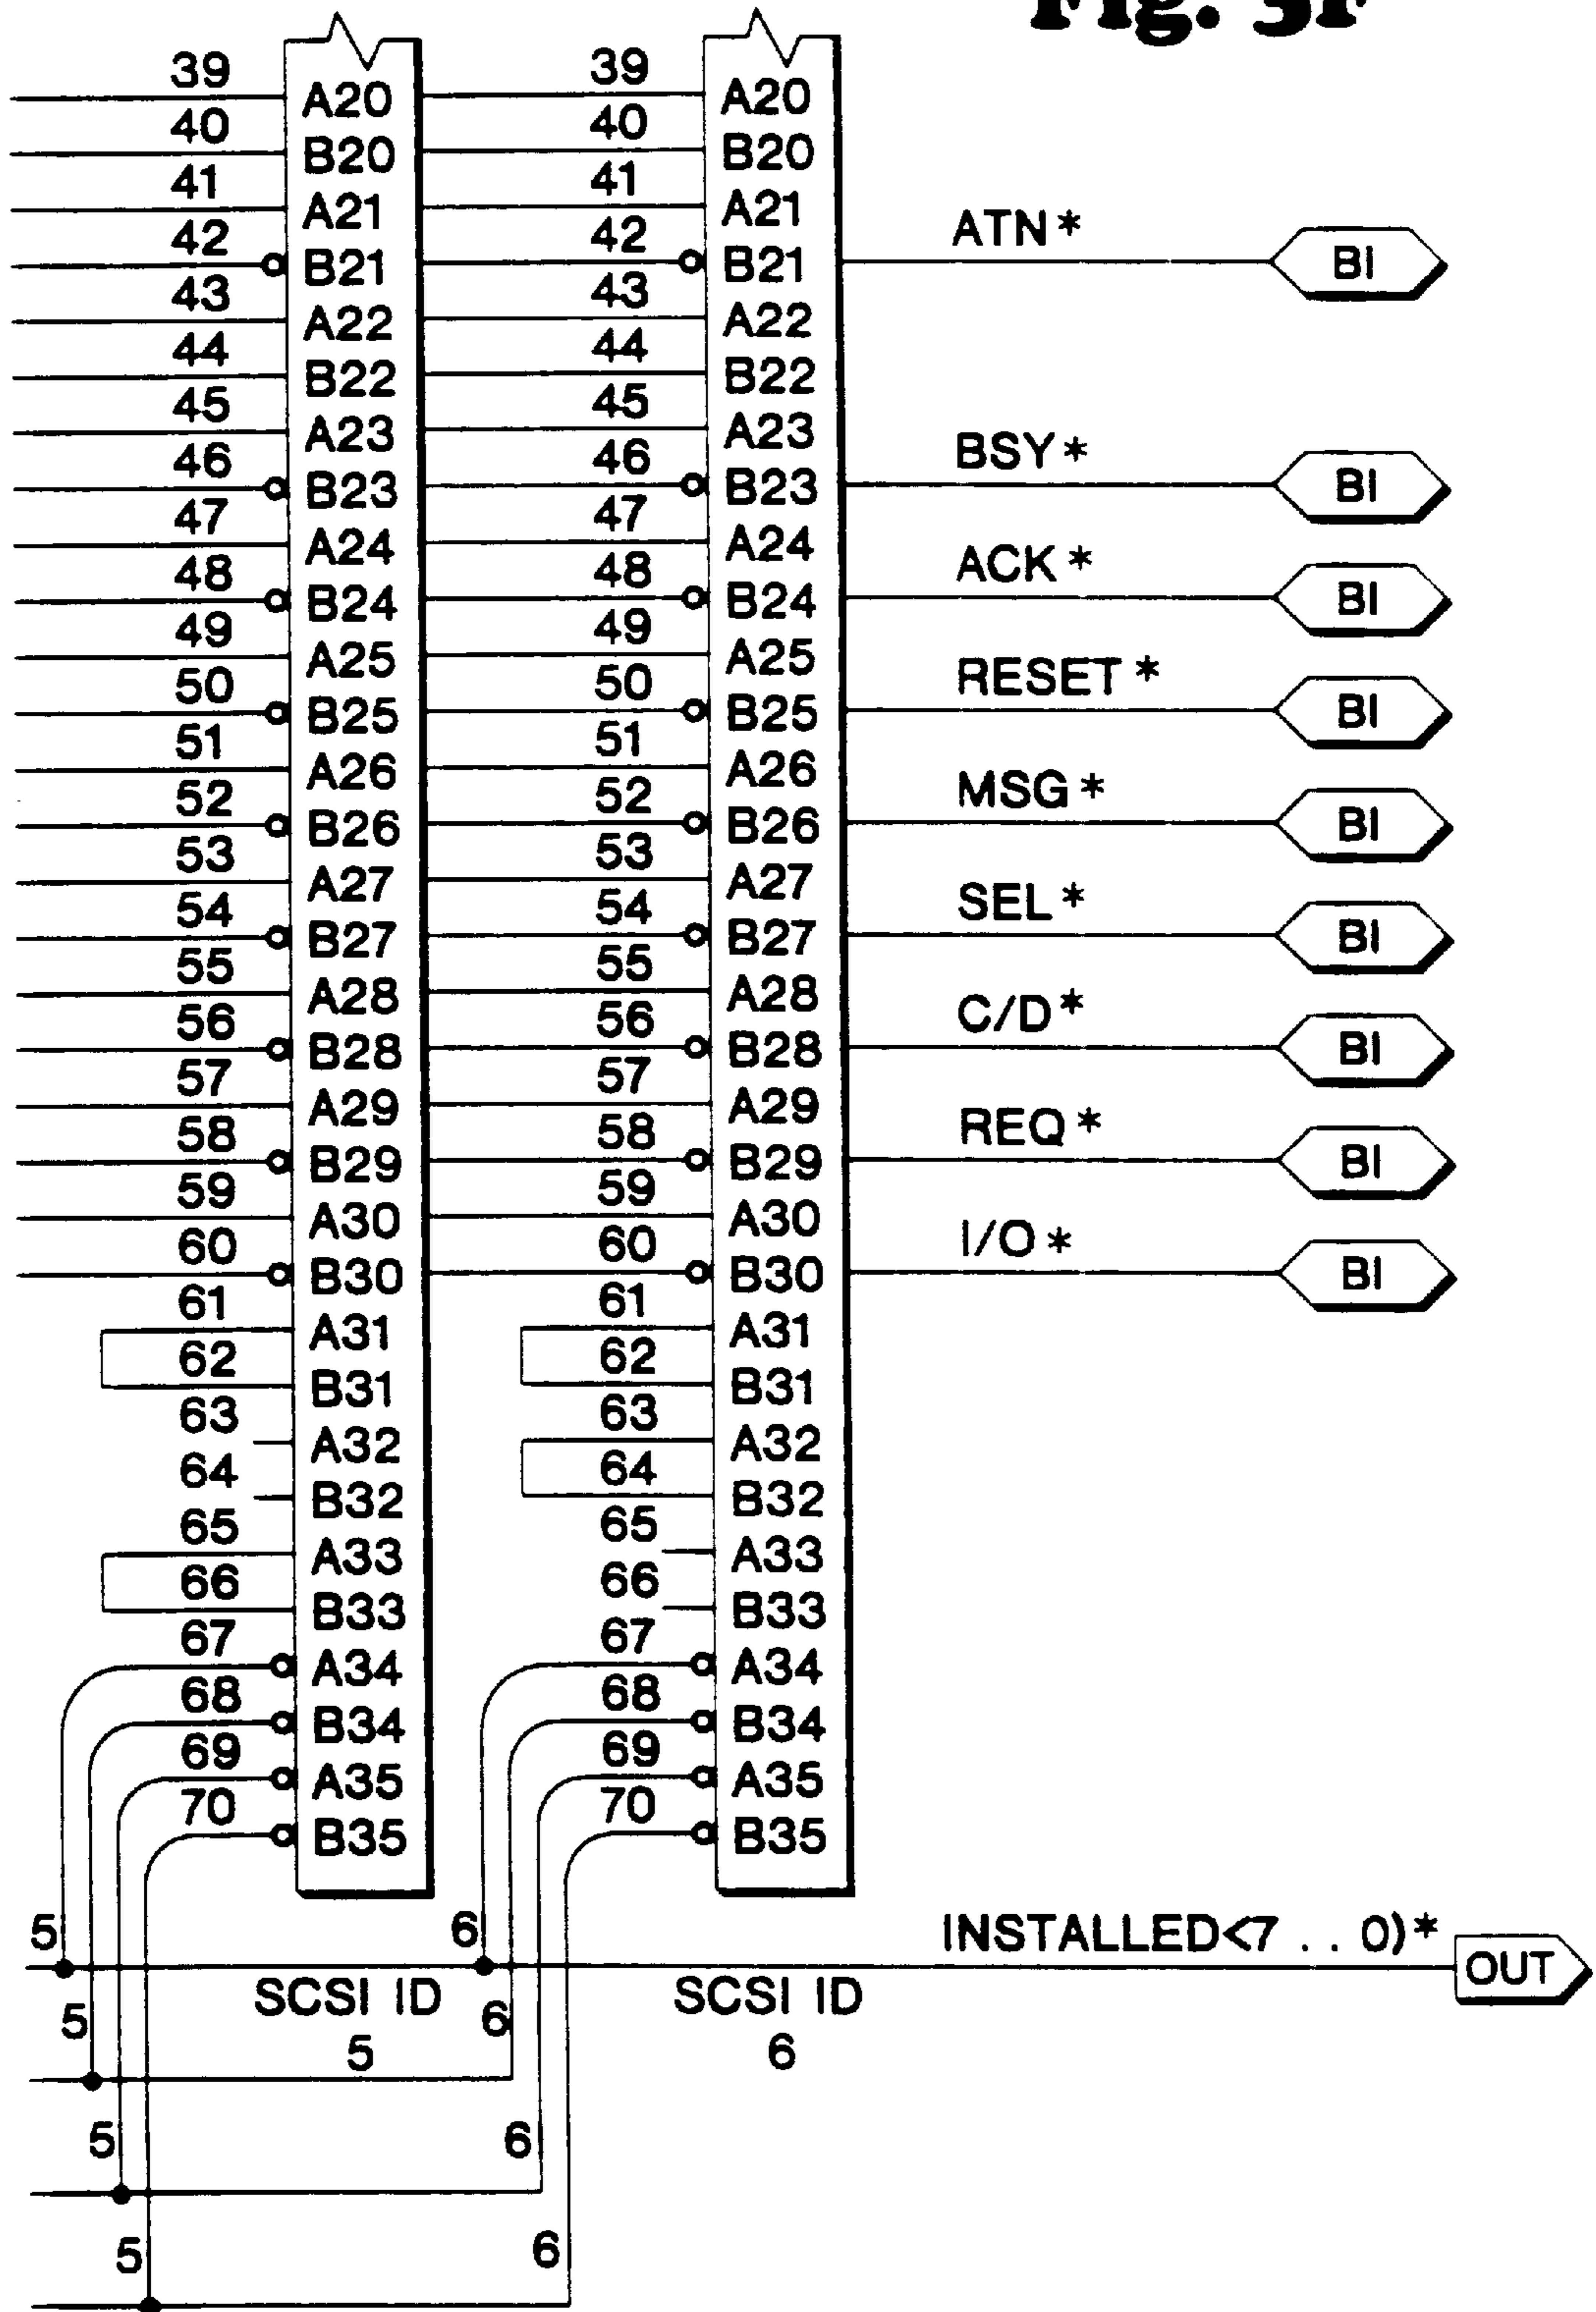 Fig. 3F
39 A20 39 A20
40 B20 40 B20
41 A21 41 A21
42 B21 42 B21 ATN* BI
43 A22 43 A22
44 B22 44 B22
45 A23 45 A23
46 B23 46 B23 BSY* BI
47 A24 47 A24
48 B24 48 B24 ACK* BI
49 A25 49 A25
50 B25 50 B25 RESET* BI
51 A26 51 A26
52 B26 52 B26 MSG* BI
53 A27 53 A27
54 B27 54 B27 SEL* BI
55 A28 55 A28
56 B28 56 B28 C/D* BI
57 A29 57 A29
58 B29 58 B29 REQ* BI
59 A30 59 A30
60 B30 60 B30 I/O* BI
61 A31 61 A31
62 B31 62 B31
63 A32 63 A32
64 B32 64 B32
65 A33 65 A33
66 B33 66 B33
67 A34 67 A34
68 B34 68 B34
69 A35 69 A35
70 B35 70 B35
5 6 INSTALLED<7 . . 0)* OUT
SCSI ID SCSI ID
5 6
5 6
5 6
5 6